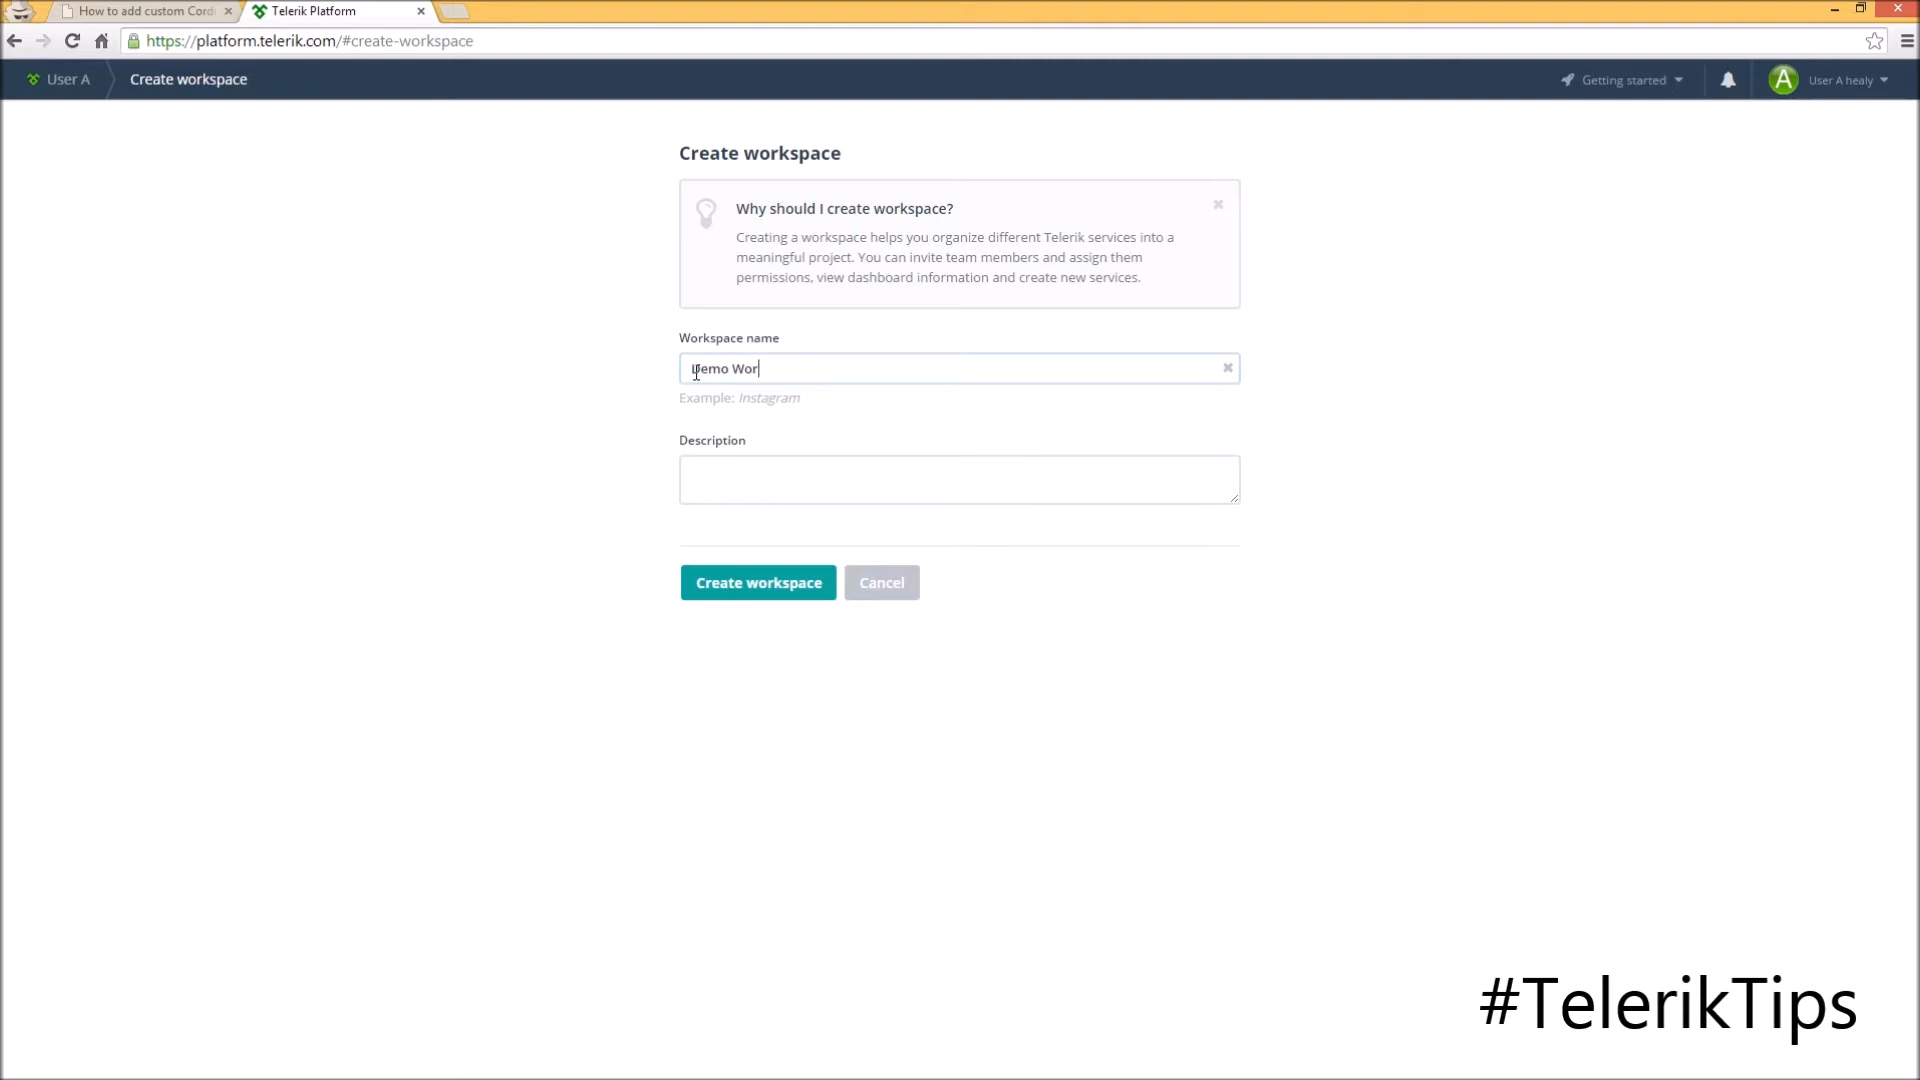 How to add custom Cord
Telerik Platform
https://platform.telerik.com/#create-workspace
User A
Create workspace
Getting started
A
User A healy
Create workspace
Why should I create workspace?
Creating a workspace helps you organize different Telerik services into a
meaningful project. You can invite team members and assign them
permissions, view dashboard information and create new services.
Workspace name
Demo Wor
Example: Instagram
Description
Create workspace
Cancel
#TelerikTips